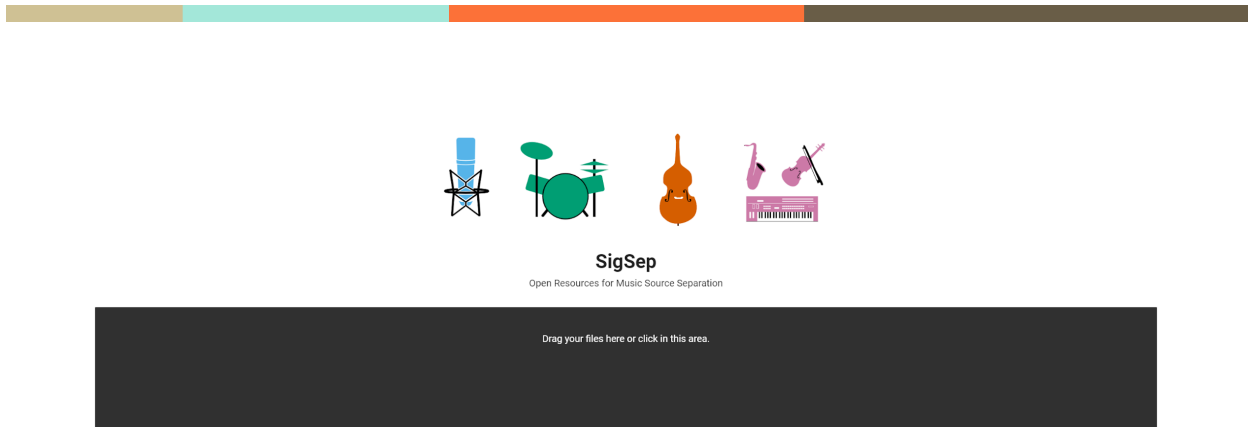 SigSep
Open Resources for Music Source Separation
Drag your files here or click in this area.